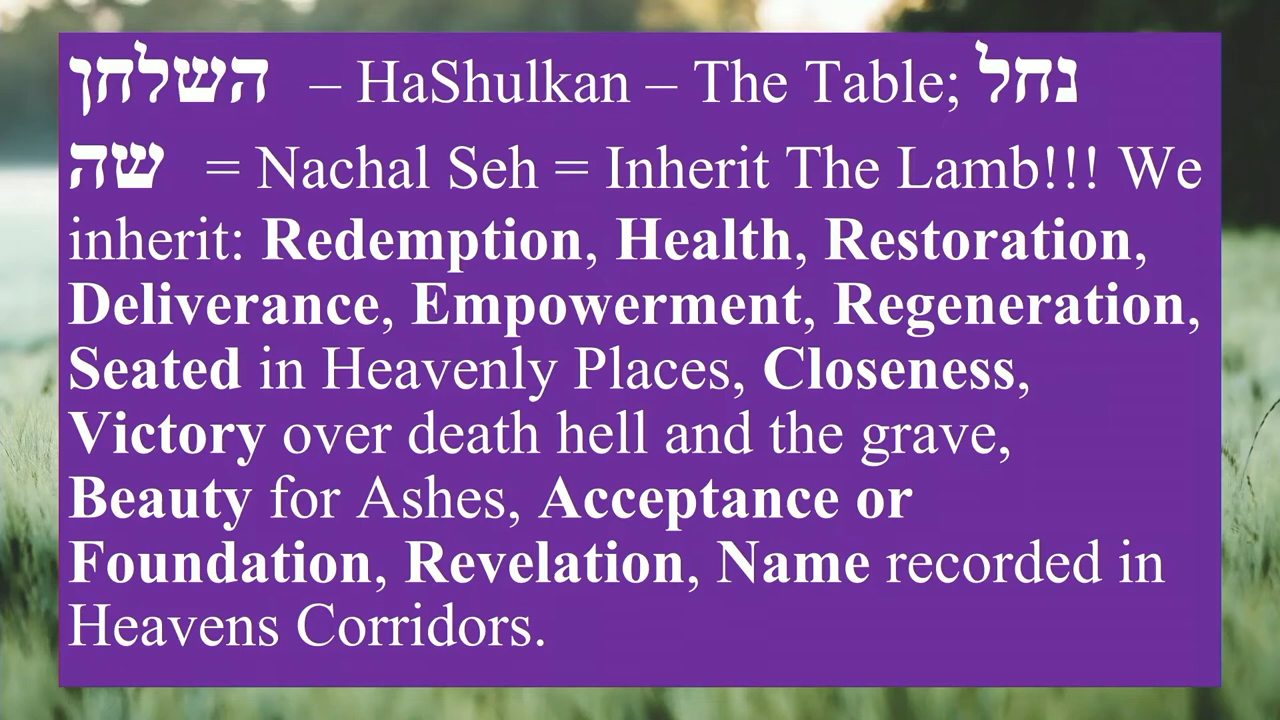 השלחן – HaShulkan – The Table; נחל
שה = Nachal Seh = Inherit The Lamb!!! We
inherit: Redemption, Health, Restoration,
Deliverance, Empowerment, Regeneration,
Seated in Heavenly Places, Closeness,
Victory over death hell and the grave,
Beauty for Ashes, Acceptance or
Foundation, Revelation, Name recorded in
Heavens Corridors.